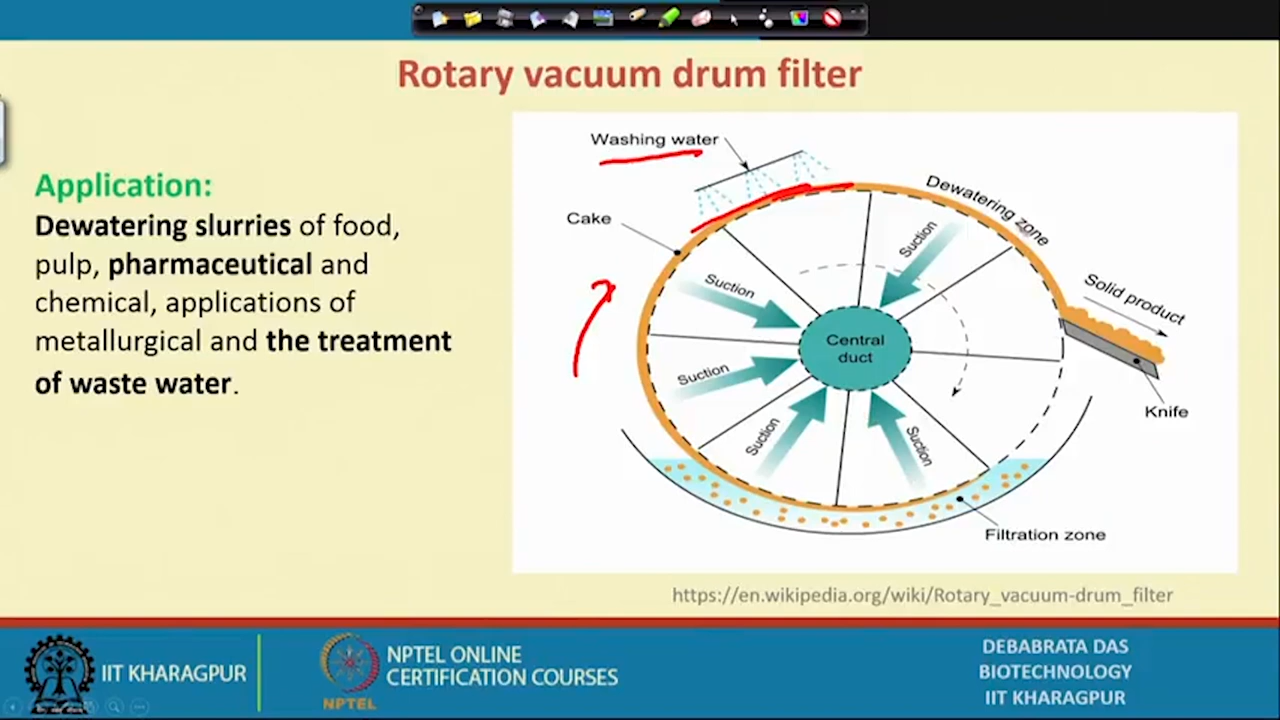 Rotary vacuum drum filter
Application:
Dewatering slurries of food,
pulp, pharmaceutical and
chemical, applications of
metallurgical and the treatment
of waste water.
Washing water
Cake
Dewatering zone
Solid product
Knife
Suction
Suction
Suction
Suction
Suction
Central
duct
Filtration zone
https://en.wikipedia.org/wiki/Rotary_vacuum-drum_filter
IIT KHARAGPUR
NPTEL
NPTEL ONLINE
CERTIFICATION COURSES
DEBABRATA DAS
BIOTECHNOLOGY
IIT KHARAGPUR